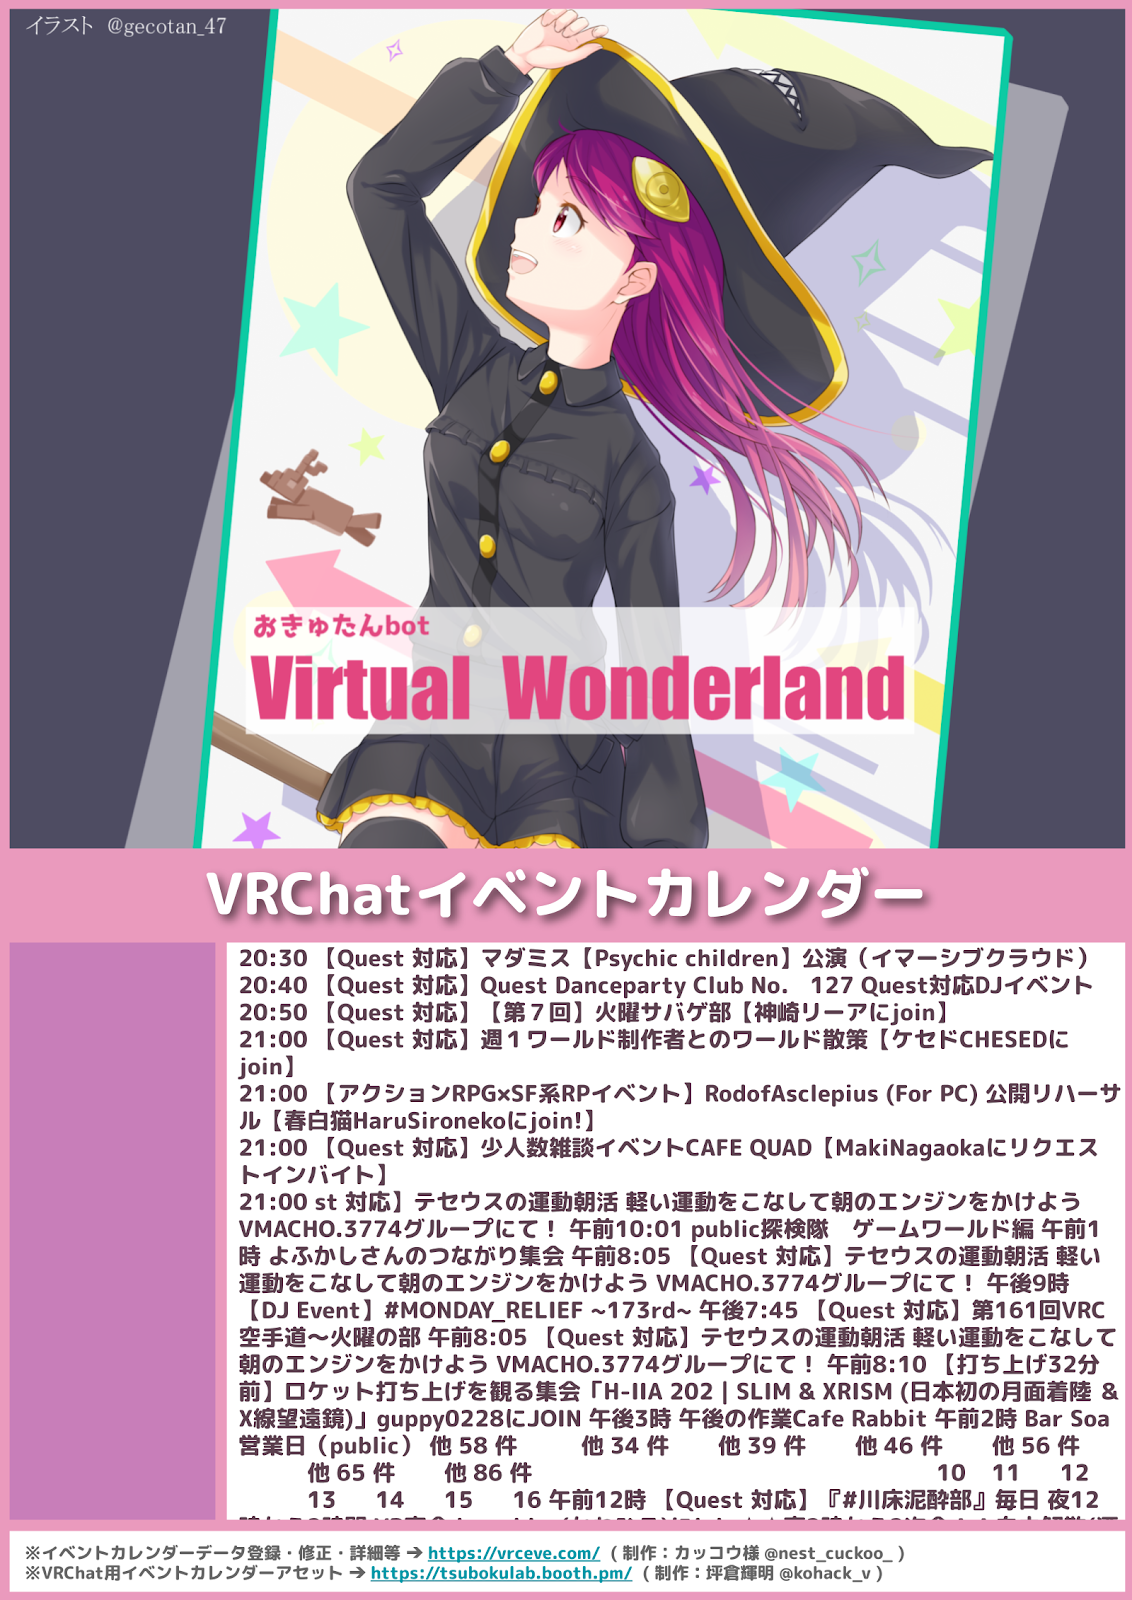 イラスト @gecotan_47
おきゅたんbot
Virtual Wonderland
VRChatイベントカレンダー
20:30 【Quest 対応】マダミス【Psychic children】公演（イマーシブクラウド）
20:40 【Quest 対応】Quest Danceparty Club No.　127 Quest対応DJイベント
20:50 【Quest 対応】【第７回】火曜サバゲ部【神崎リーアにjoin】
21:00 【Quest 対応】週１ワールド制作者とのワールド散策【ケセドCHESEDに
join】
21:00 【アクションRPG×SF系RPイベント】RodofAsclepius (For PC) 公開リハーサ
ル【春白猫HaruSironekoにjoin!】
21:00 【Quest 対応】少人数雑談イベントCAFE QUAD【MakiNagaokaにリクエス
トインバイト】
21:00 st 対応】テセウスの運動朝活 軽い運動をこなして朝のエンジンをかけよう
VMACHO.3774グループにて！ 午前10:01 public探検隊　ゲームワールド編 午前1
時 よふかしさんのつながり集会 午前8:05 【Quest 対応】テセウスの運動朝活 軽い
運動をこなして朝のエンジンをかけよう VMACHO.3774グループにて！ 午後9時
【DJ Event】#MONDAY_RELIEF ~173rd~ 午後7:45 【Quest 対応】第161回VRC
空手道〜火曜の部 午前8:05 【Quest 対応】テセウスの運動朝活 軽い運動をこなして
朝のエンジンをかけよう VMACHO.3774グループにて！ 午前8:10 【打ち上げ32分
前】ロケット打ち上げを観る集会「H-IIA 202 | SLIM & XRISM (日本初の月面着陸 &
X線望遠鏡)」guppy0228にJOIN 午後3時 午後の作業Cafe Rabbit 午前2時 Bar Soa
営業日（public） 他 58 件 他 34 件 他 39 件 他 46 件 他 56 件
他 65 件 他 86 件 10 11 12
13 14 15 16 午前12時 【Quest 対応】『#川床泥酔部』毎日 夜12
※イベントカレンダーデータ登録・修正・詳細等 ➔ https://vrceve.com/ ( 制作：カッコウ様 @nest_cuckoo_ )
※VRChat用イベントカレンダーアセット ➔ https://tsubokulab.booth.pm/ ( 制作：坪倉輝明 @kohack_v )